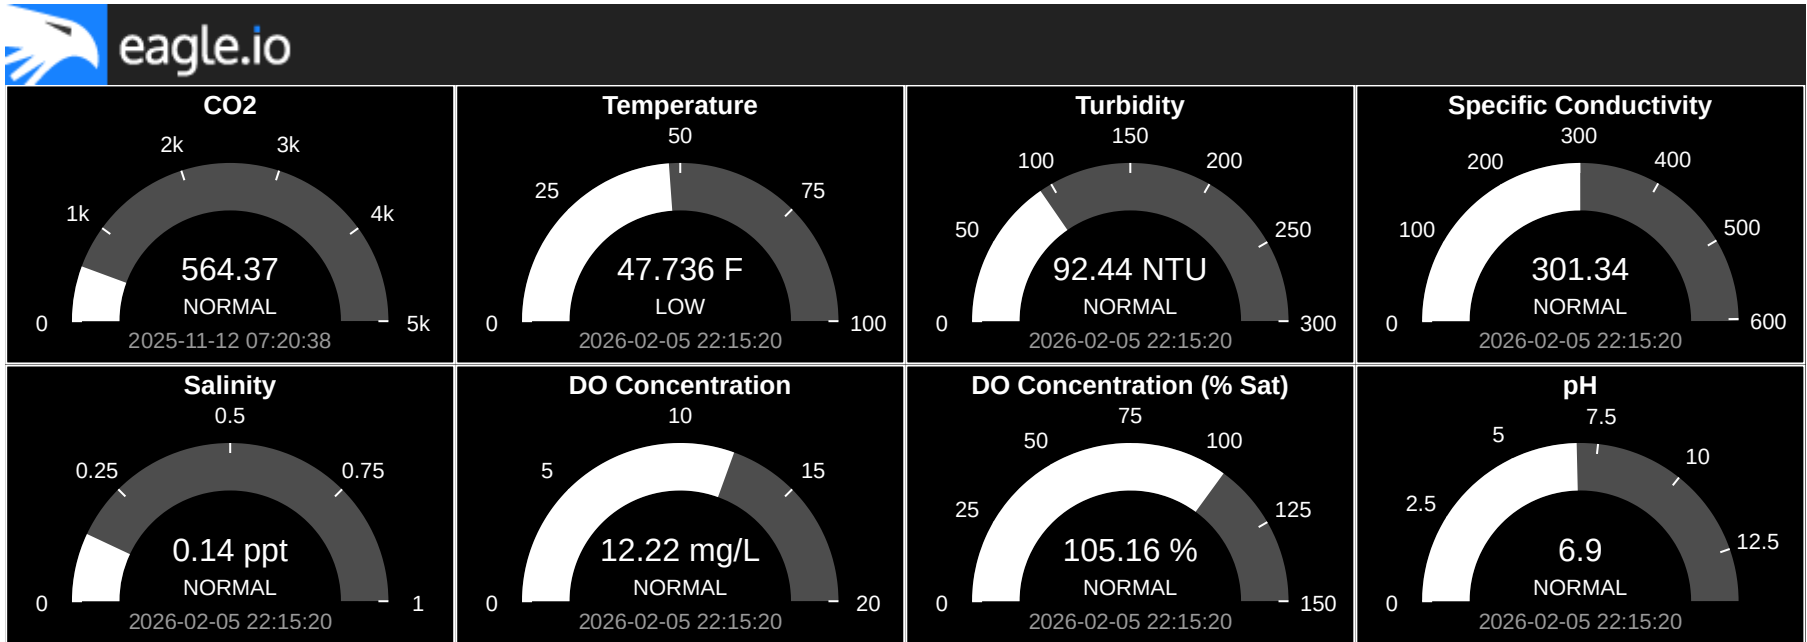 eagle.io
CO2
0
1k
2k
3k
4k
5k
564.37
NORMAL
2025-11-12 07:20:38
Temperature
0
25
50
75
100
47.736 F
LOW
2026-02-05 22:15:20
Turbidity
0
50
100
150
200
250
300
92.44 NTU
NORMAL
2026-02-05 22:15:20
Specific Conductivity
0
100
200
300
400
500
600
301.34
NORMAL
2026-02-05 22:15:20
Salinity
0
0.25
0.5
0.75
1
0.14 ppt
NORMAL
2026-02-05 22:15:20
DO Concentration
0
5
10
15
20
12.22 mg/L
NORMAL
2026-02-05 22:15:20
DO Concentration (% Sat)
0
25
50
75
100
125
150
105.16 %
NORMAL
2026-02-05 22:15:20
pH
0
2.5
5
7.5
10
12.5
6.9
NORMAL
2026-02-05 22:15:20